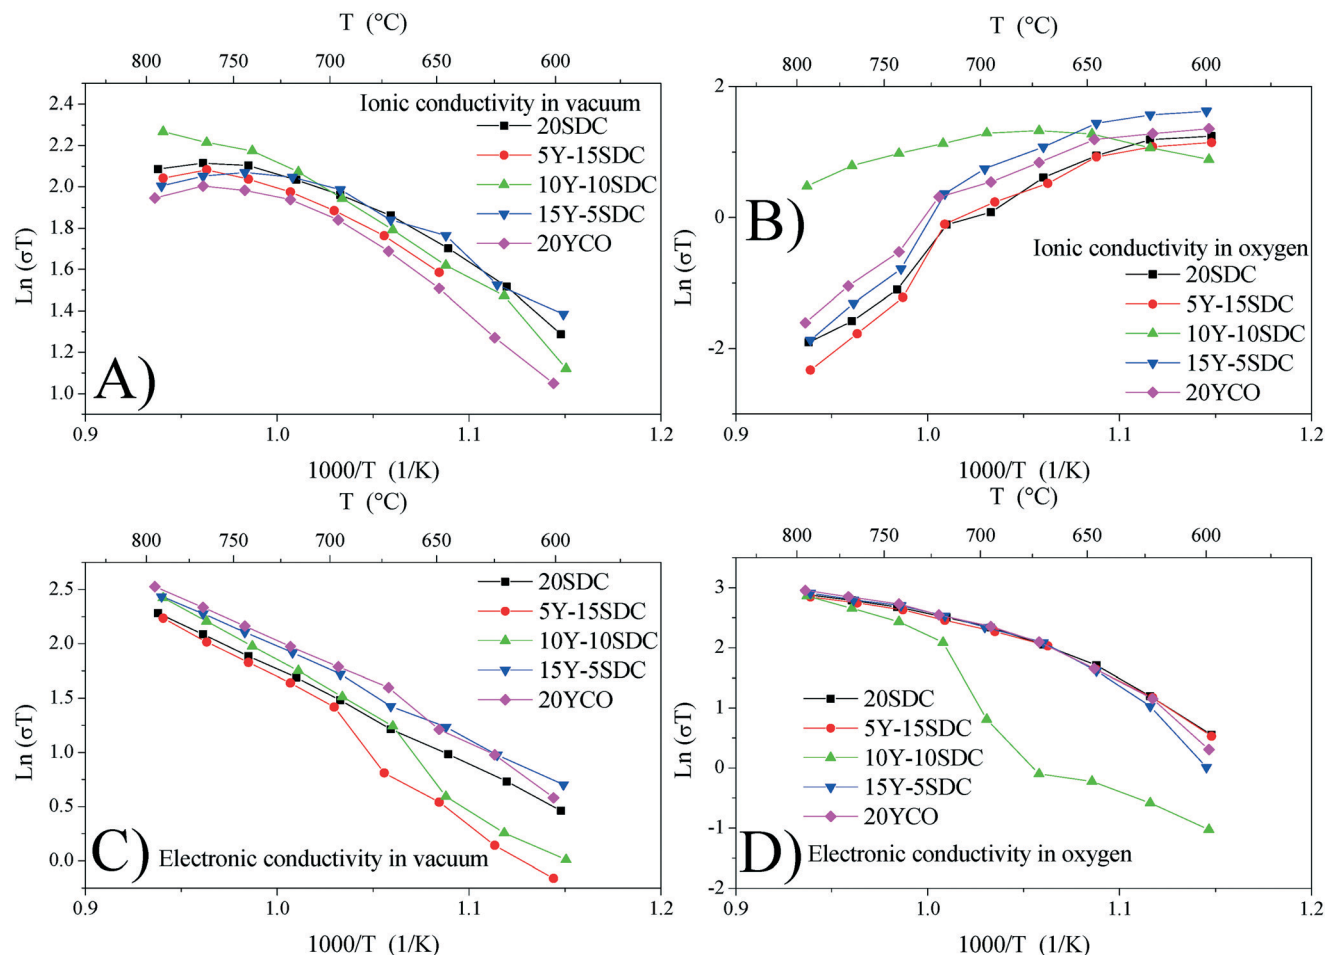 T (°C)
800 750 700 650 600
2.4
2.2
2.0
1.8
1.6
1.4
1.2
1.0
Ln (σT)
Ionic conductivity in vacuum
20SDC
5Y-15SDC
10Y-10SDC
15Y-5SDC
20YCO
A)
0.9 1.0 1.1 1.2
1000/T (1/K)
T (°C)
800 750 700 650 600
2
0
-2
Ln (σT)
B)
Ionic conductivity in oxygen
20SDC
5Y-15SDC
10Y-10SDC
15Y-5SDC
20YCO
0.9 1.0 1.1 1.2
1000/T (1/K)
T (°C)
800 750 700 650 600
2.5
2.0
1.5
1.0
0.5
0.0
Ln (σT)
20SDC
5Y-15SDC
10Y-10SDC
15Y-5SDC
20YCO
C)
Electronic conductivity in vacuum
0.9 1.0 1.1 1.2
1000/T (1/K)
T (°C)
800 750 700 650 600
3
2
1
0
-1
-2
Ln (σT)
20SDC
5Y-15SDC
10Y-10SDC
15Y-5SDC
20YCO
D)
Electronic conductivity in oxygen
0.9 1.0 1.1 1.2
1000/T (1/K)